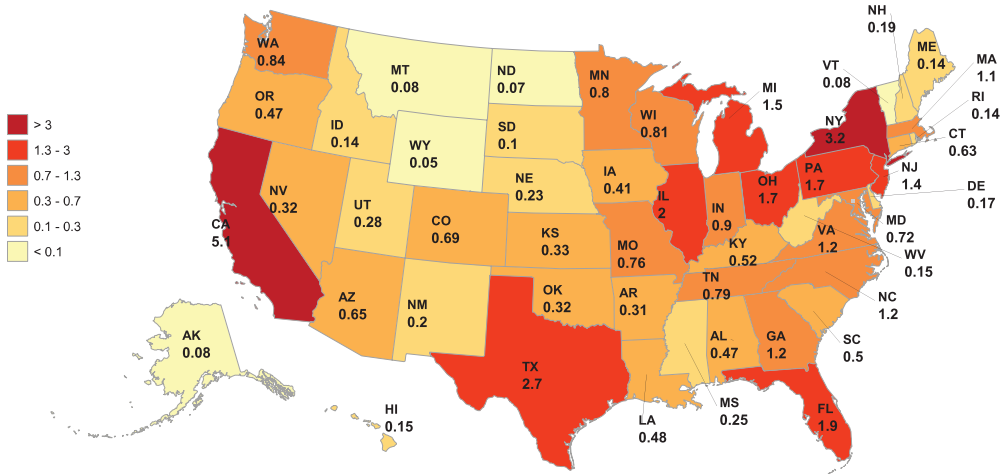 > 3
1.3 - 3
0.7 - 1.3
0.3 - 0.7
0.1 - 0.3
< 0.1
WA
0.84
OR
0.47
CA
5.1
ID
0.14
NV
0.32
MT
0.08
WY
0.05
UT
0.28
AZ
0.65
CO
0.69
NM
0.2
ND
0.07
SD
0.1
NE
0.23
KS
0.33
OK
0.32
TX
2.7
MN
0.8
IA
0.41
MO
0.76
AR
0.31
LA
0.48
WI
0.81
IL
2
MI
1.5
IN
0.9
OH
1.7
KY
0.52
TN
0.79
MS
0.25
AL
0.47
GA
1.2
FL
1.9
SC
0.5
NC
1.2
VA
1.2
WV
0.15
MD
0.72
DE
0.17
PA
1.7
NJ
1.4
NY
3.2
CT
0.63
RI
0.14
MA
1.1
VT
0.08
NH
0.19
ME
0.14
AK
0.08
HI
0.15